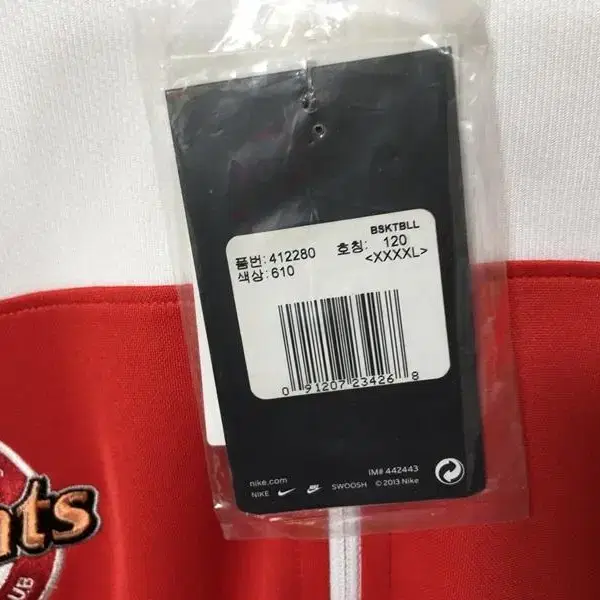 BSKTBLL
품번:412280 호칭: 120
색상:610 <XXXXL>
0 91207 23426 8
nike.com IM# 442443
NIKE SWOOSH © 2013 Nike
nts
UB